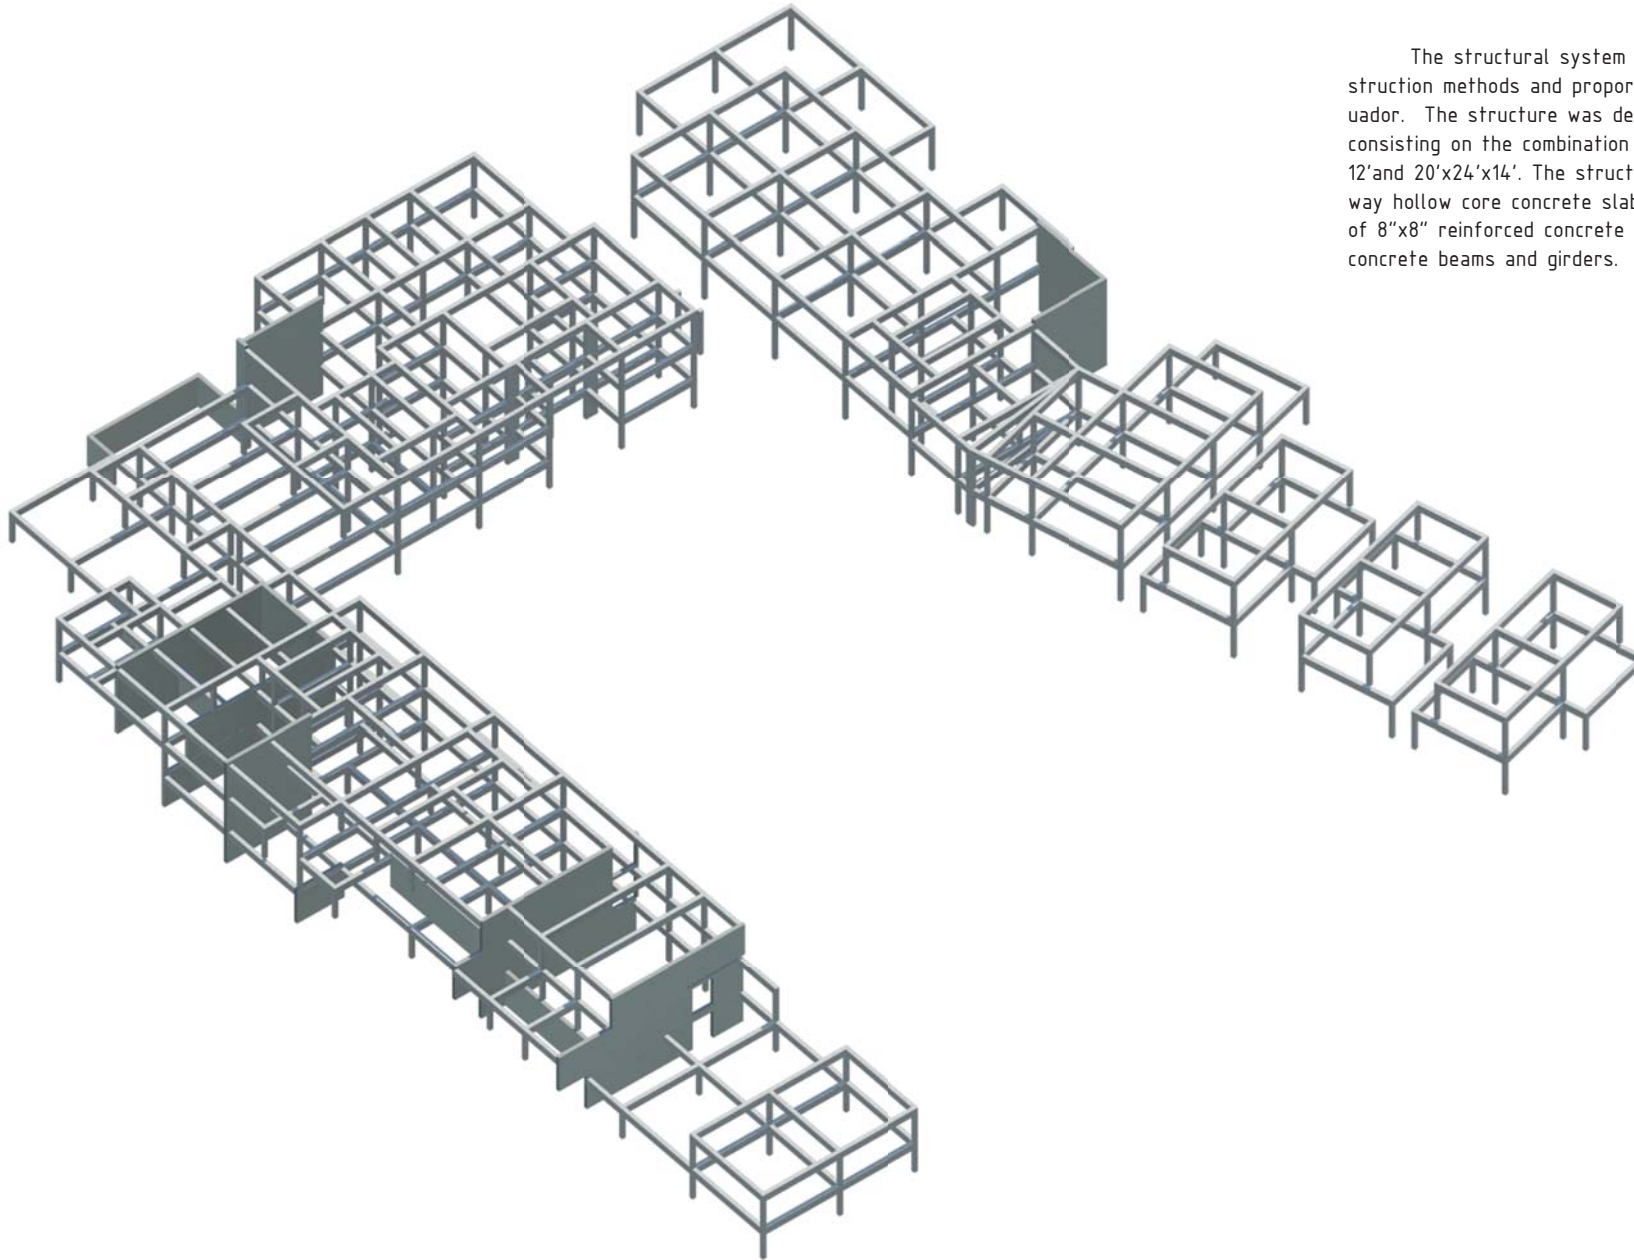 The structural system
struction methods and propor
uador. The structure was de
consisting on the combination
12'and 20'x24'x14'. The struct
way hollow core concrete slab
of 8"x8" reinforced concrete
concrete beams and girders.